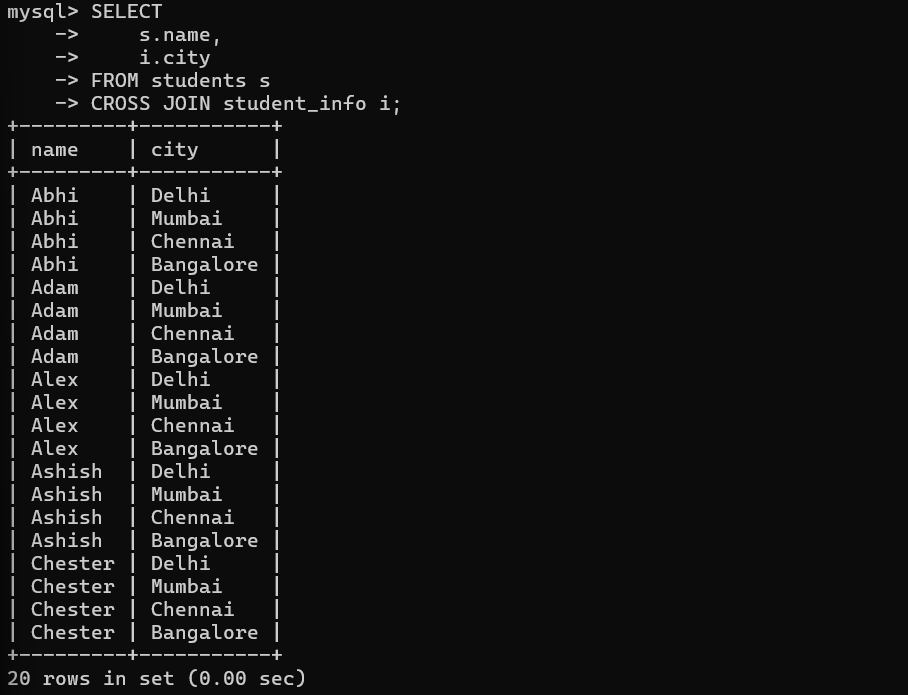 mysql> SELECT
    ->     s.name,
    ->     i.city
    -> FROM students s
    -> CROSS JOIN student_info i;
+---------+-----------+
| name    | city      |
+---------+-----------+
| Abhi    | Delhi     |
| Abhi    | Mumbai    |
| Abhi    | Chennai   |
| Abhi    | Bangalore |
| Adam    | Delhi     |
| Adam    | Mumbai    |
| Adam    | Chennai   |
| Adam    | Bangalore |
| Alex    | Delhi     |
| Alex    | Mumbai    |
| Alex    | Chennai   |
| Alex    | Bangalore |
| Ashish  | Delhi     |
| Ashish  | Mumbai    |
| Ashish  | Chennai   |
| Ashish  | Bangalore |
| Chester | Delhi     |
| Chester | Mumbai    |
| Chester | Chennai   |
| Chester | Bangalore |
+---------+-----------+
20 rows in set (0.00 sec)